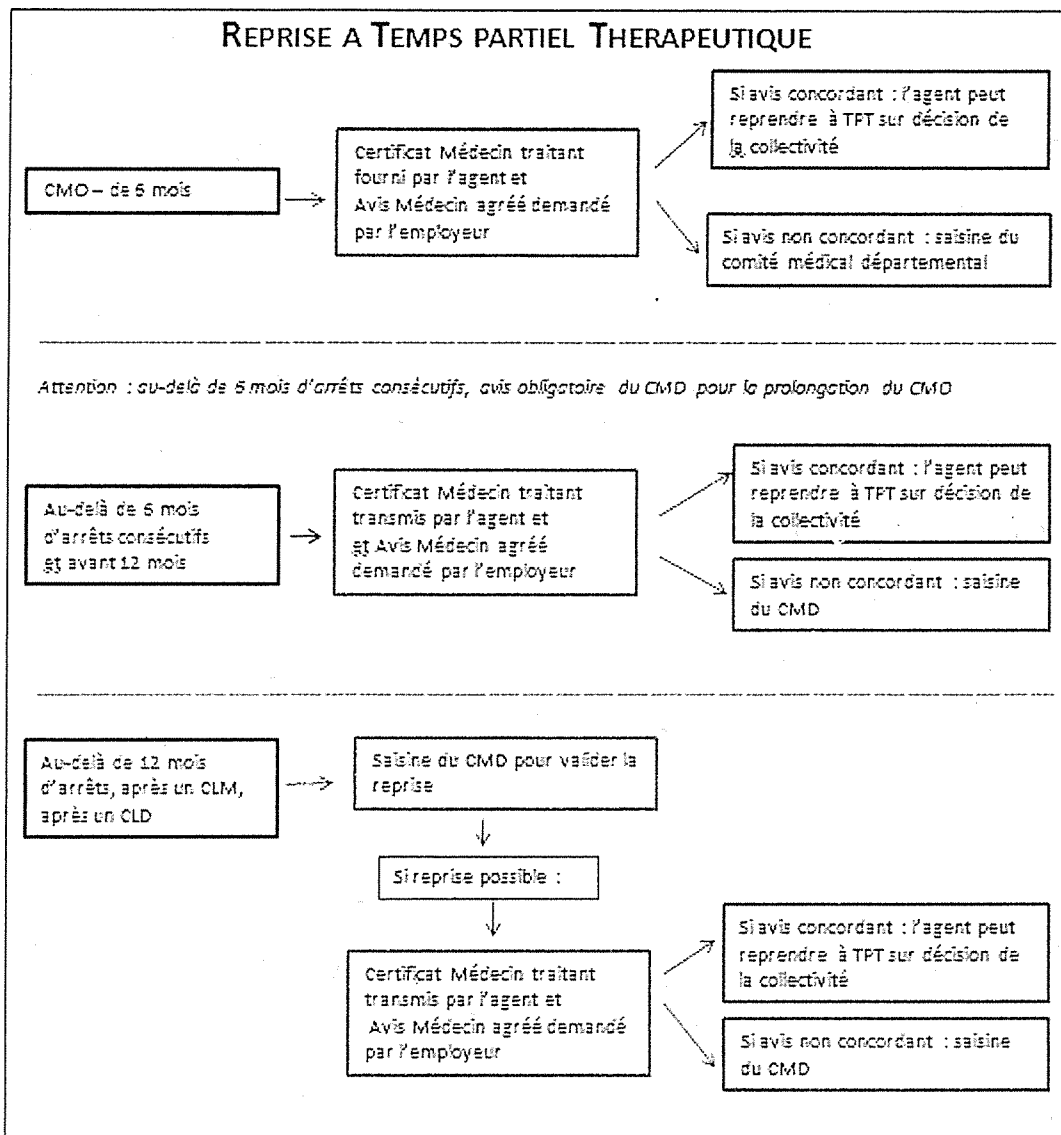 REPRISE A TEMPS PARTIEL THERAPEUTIQUE
CMO – de 6 mois
Certificat Médecin traitant
fourni par l'agent et
Avis Médecin agréé demandé
par l'employeur
Si avis concordant : l'agent peut
reprendre à TPT sur décision de
la collectivité
Si avis non concordant : saisine du
comité médical départemental
Attention : au-delà de 6 mois d'arrêts consécutifs, avis obligatoire du CMD pour la prolongation du CMO
Au-delà de 6 mois
d'arrêts consécutifs
et avant 12 mois
Certificat Médecin traitant
transmis par l'agent et
et Avis Médecin agréé
demandé par l'employeur
Si avis concordant : l'agent peut
reprendre à TPT sur décision de
la collectivité
Si avis non concordant : saisine
du CMD
Au-delà de 12 mois
d'arrêts, après un CLM,
après un CLD
Saisine du CMD pour valider la
reprise
Si reprise possible :
Certificat Médecin traitant
transmis par l'agent et
Avis Médecin agréé demandé
par l'employeur
Si avis concordant : l'agent peut
reprendre à TPT sur décision de
la collectivité
Si avis non concordant : saisine
du CMD